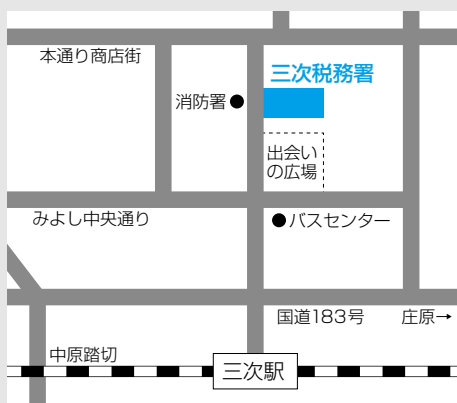 本通り商店街
三次税務署
消防署
出会い
の広場
みよし中央通り
バスセンター
国道183号
庄原→
中原踏切
三次駅